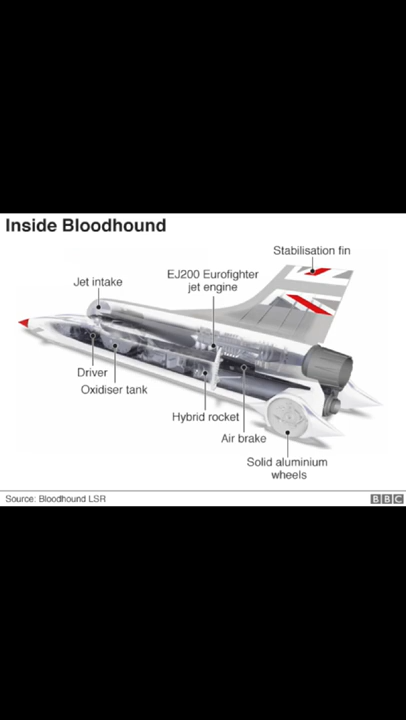 Inside Bloodhound
Stabilisation fin
EJ200 Eurofighter
jet engine
Jet intake
Driver
Oxidiser tank
Hybrid rocket
Air brake
Solid aluminium
wheels
Source: Bloodhound LSR
BBC